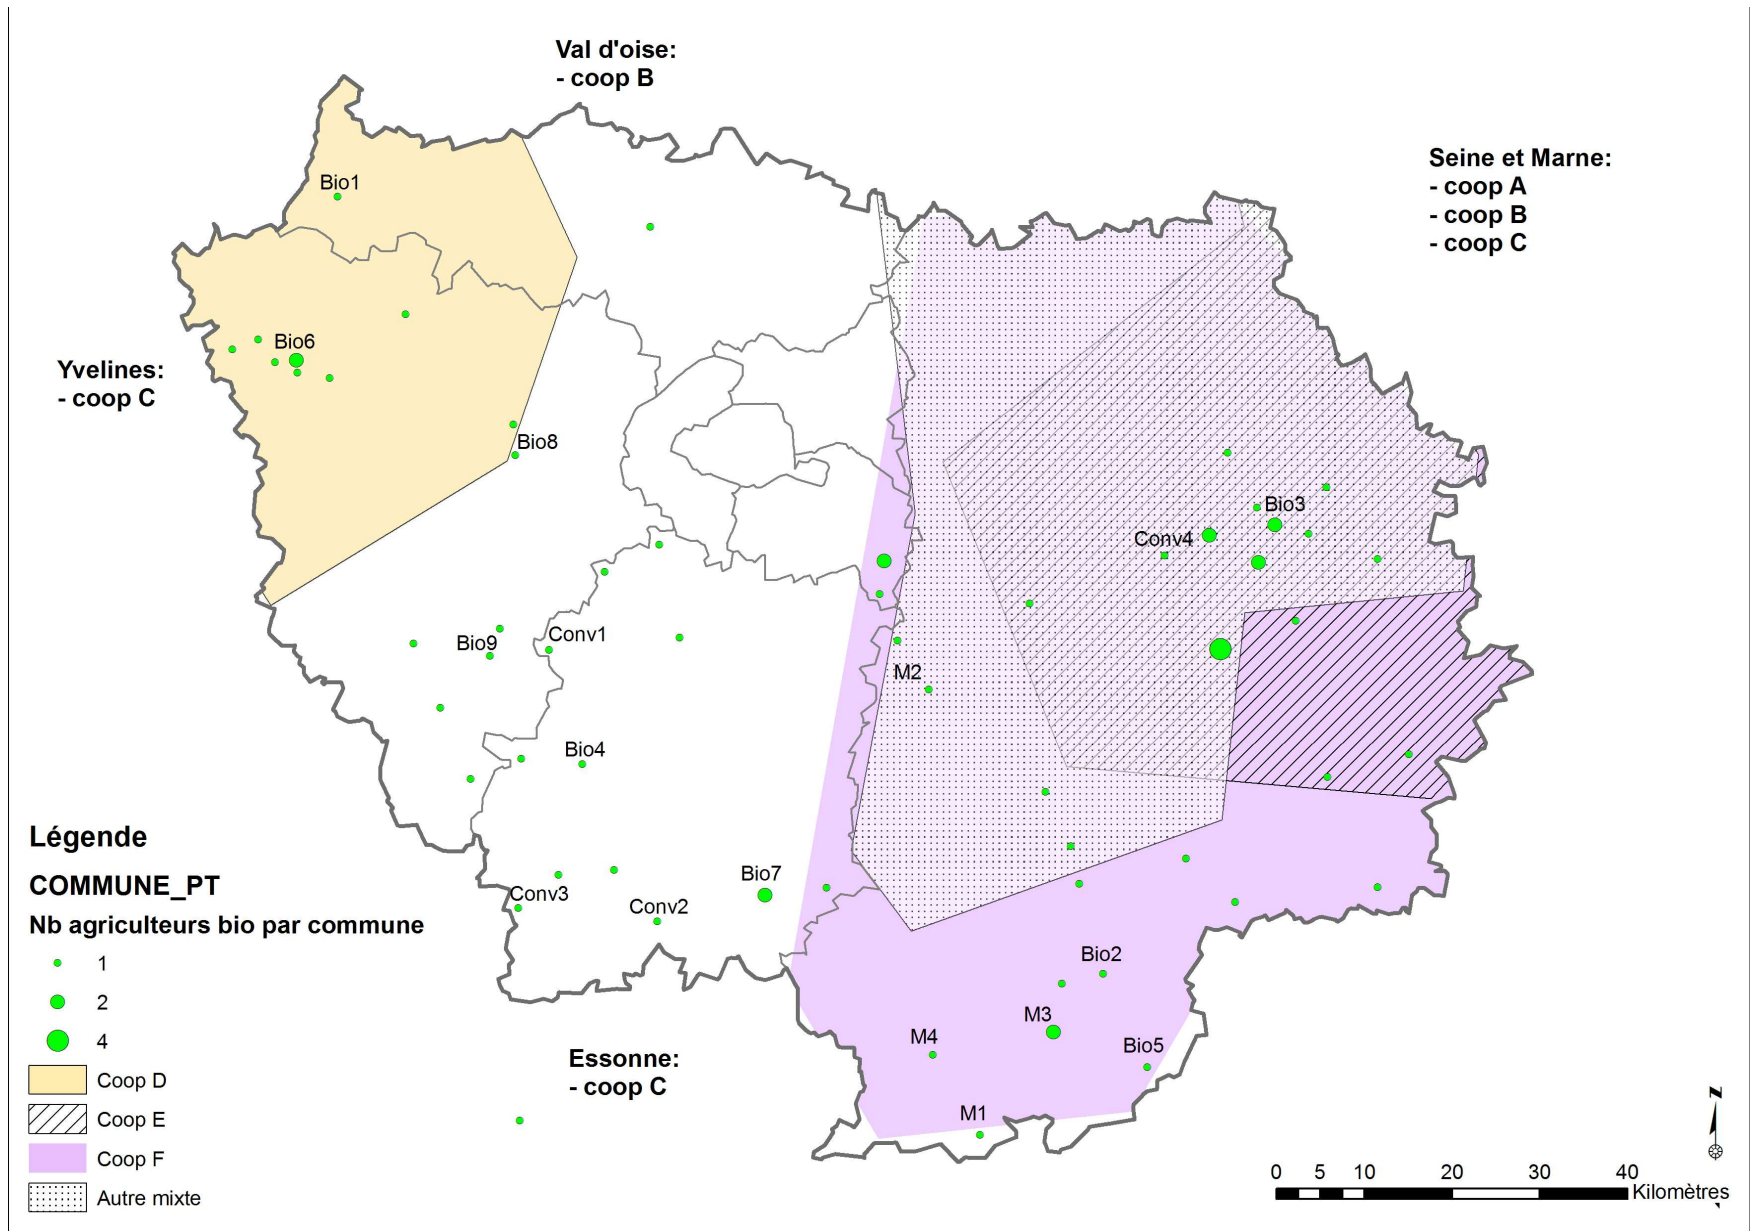 Val d'oise:
- coop B
Seine et Marne:
- coop A
- coop B
- coop C
Bio1
Bio6
Yvelines:
- coop C
Bio8
Bio3
Conv4
Bio9
Conv1
M2
Bio4
Légende
COMMUNE_PT
Nb agriculteurs bio par commune
1
2
4
Coop D
Coop E
Coop F
Autre mixte
Conv3
Conv2
Bio7
Bio2
M3
M4
Bio5
M1
Essonne:
- coop C
N
0 5 10 20 30 40
Kilomètres